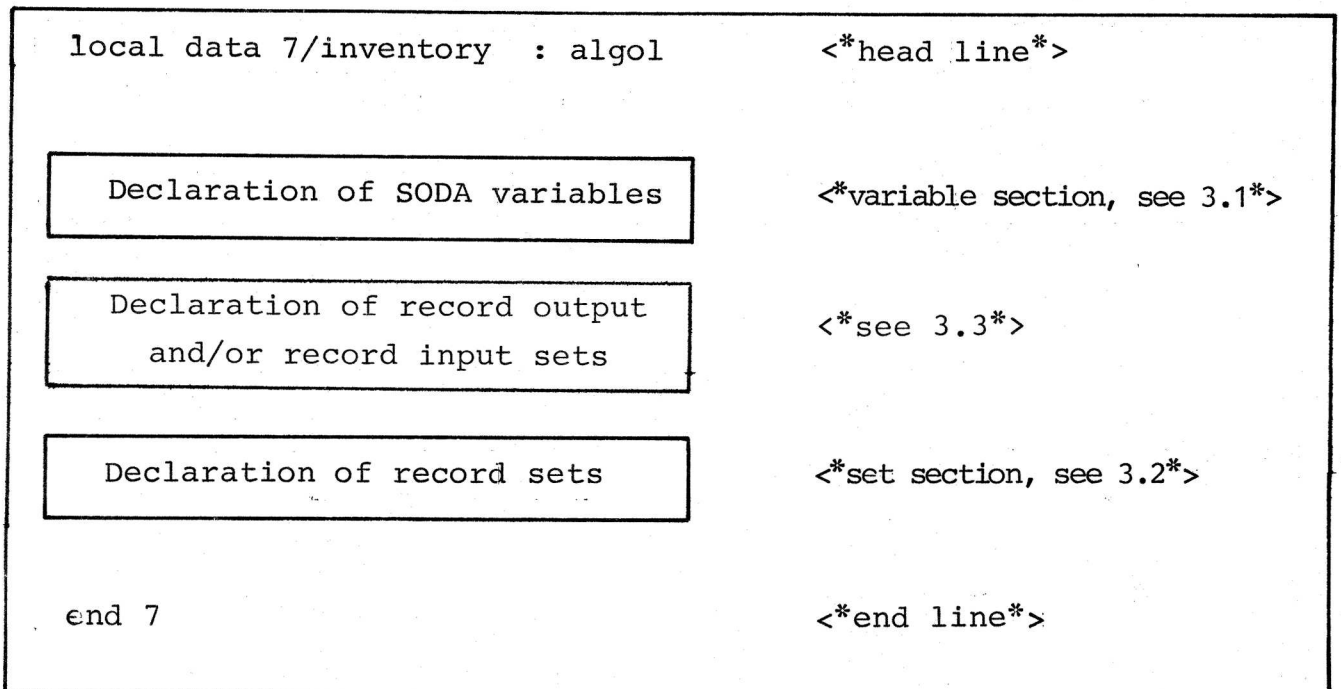 local data 7/inventory : algol <*head line*>
Declaration of SODA variables <*variable section, see 3.1*>
Declaration of record output
and/or record input sets <*see 3.3*>
Declaration of record sets <*set section, see 3.2*>
end 7 <*end line*>